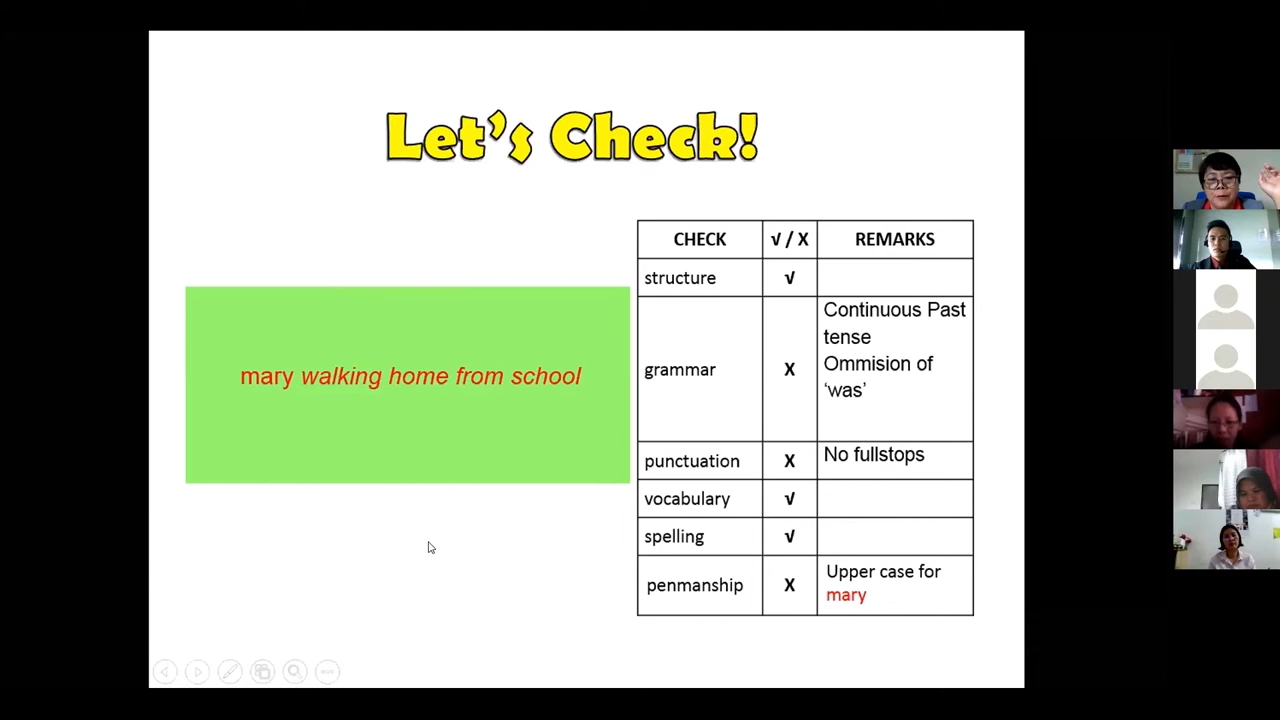 Let's Check!
mary walking home from school
CHECK √ / X REMARKS
structure √
grammar X Continuous Past
tense
Ommision of
‘was’
punctuation X No fullstops
vocabulary √
spelling √
penmanship X Upper case for
mary